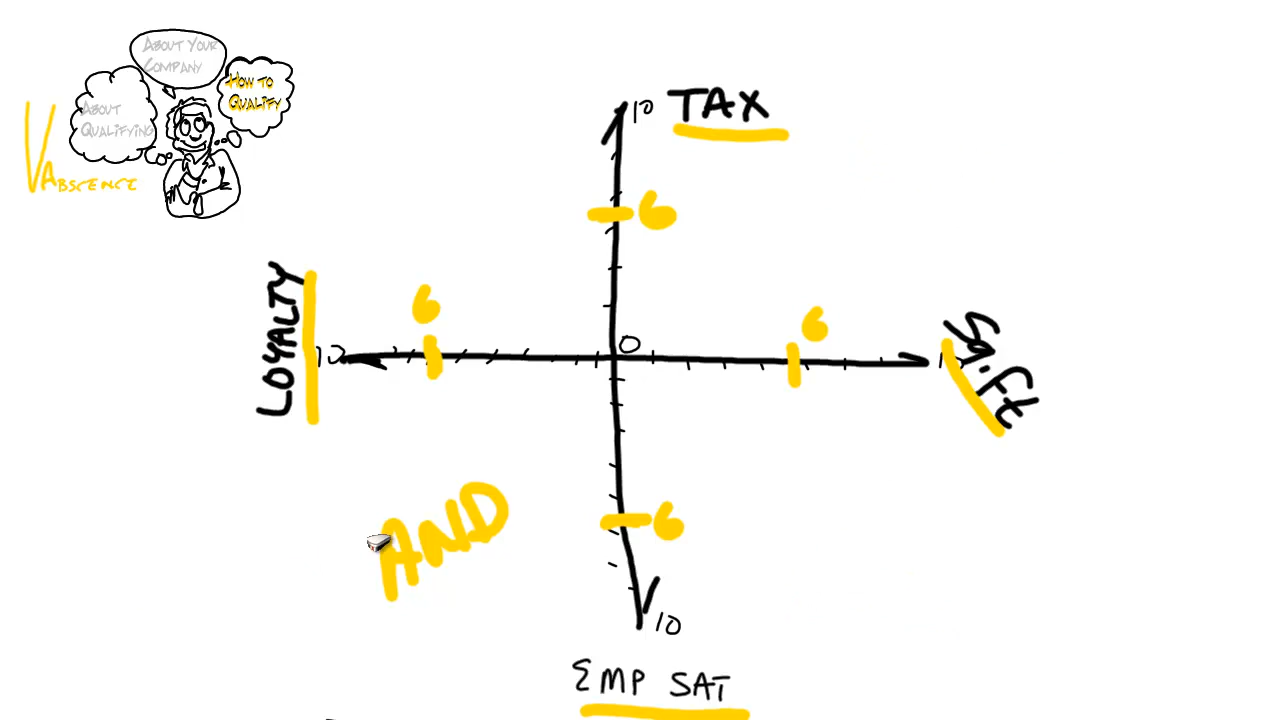 About Your
Company
How to
Qualify
About
Qualifying
VAbscence
10 TAX
6
LOYALTY
10
6
0
6
Sq.ft
6
AND
10
EMP SAT